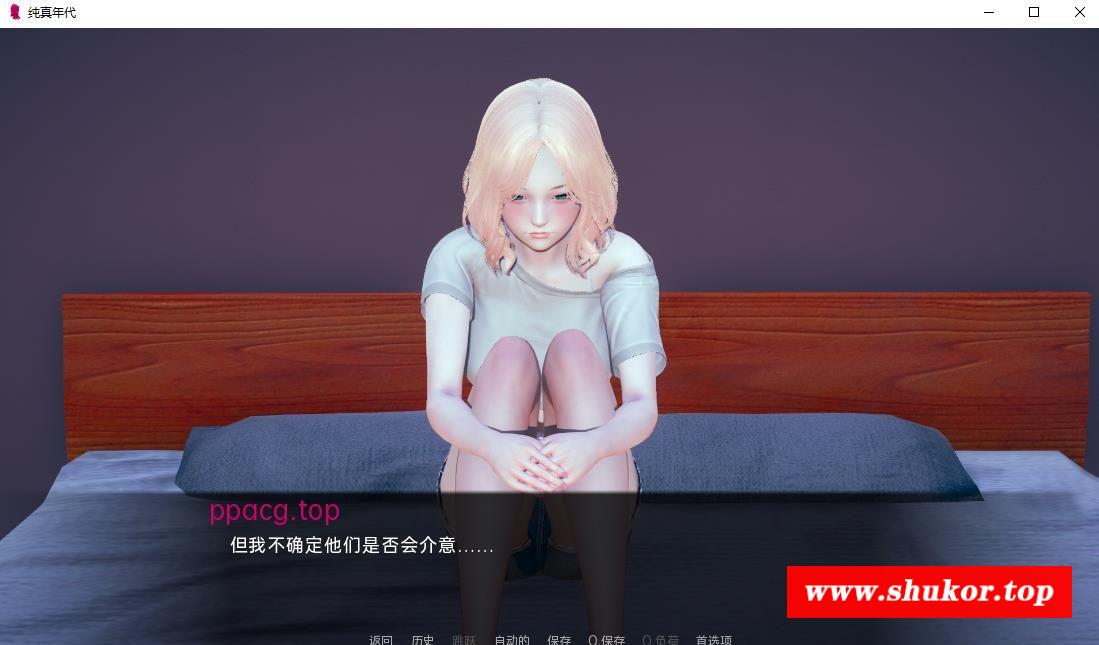 纯真年代
ppacg.top
但我不确定他们是否会介意……
www.shukor.top
返回 历史 跳跃 自动的 保存 Q.保存 Q.负荷 首选项